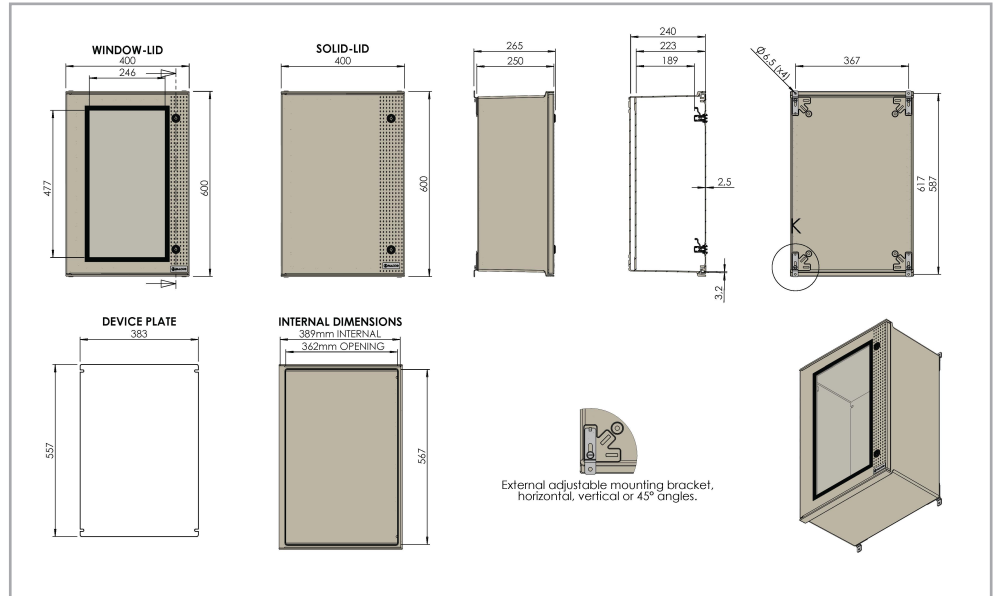 WINDOW-LID
400
246
477
600
SOLID-LID
400
600
265
250
240
223
189
2.5
3.2
Ø6.5 (x4)
367
617
587
K
DEVICE PLATE
383
557
INTERNAL DIMENSIONS
389mm INTERNAL
362mm OPENING
567
External adjustable mounting bracket,
horizontal, vertical or 45° angles.